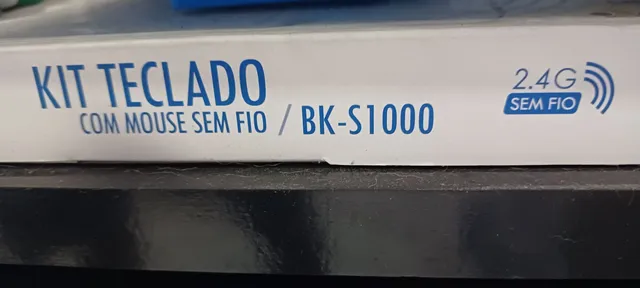 KIT TECLADO
COM MOUSE SEM FIO / BK-S1000
2.4G
SEM FIO